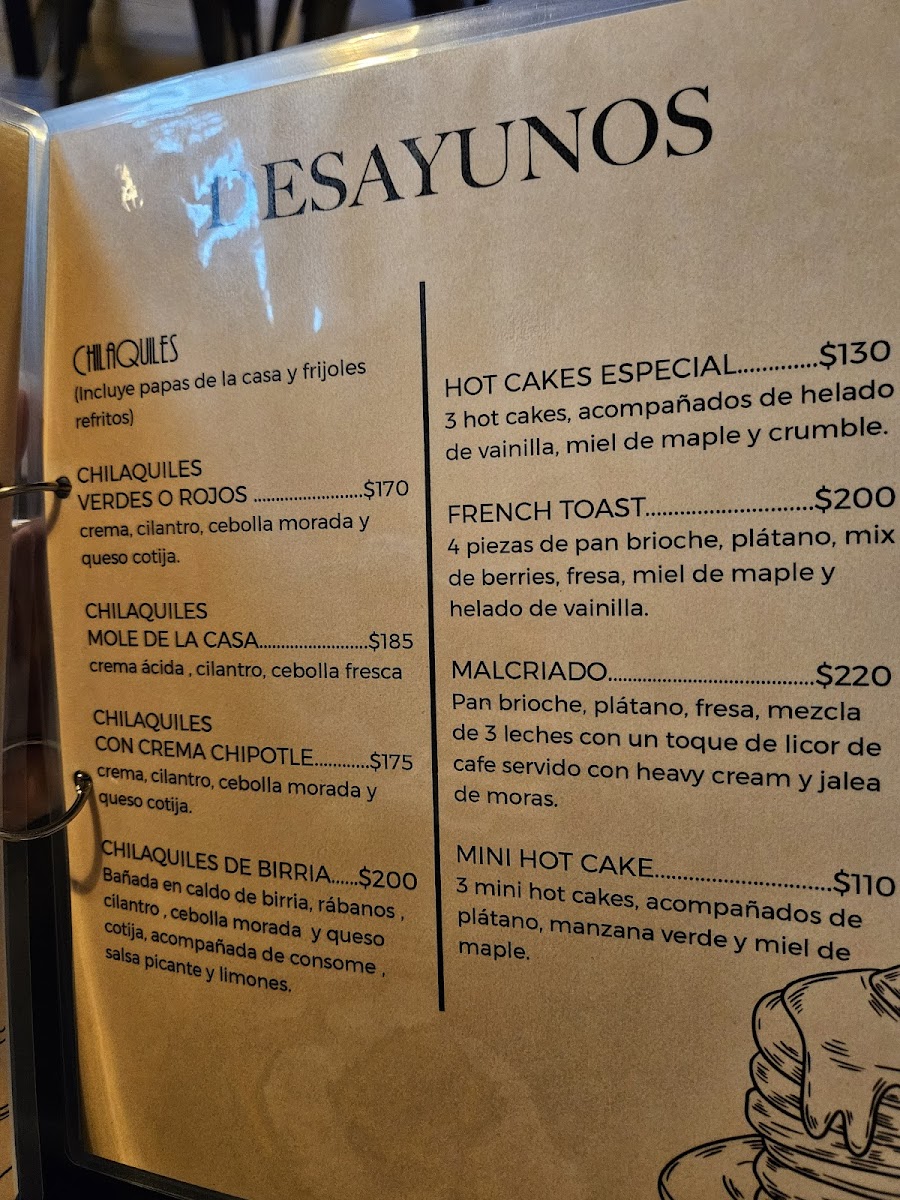 DESAYUNOS
CHILAQUILES
(Incluye papas de la casa y frijoles
refritos)
CHILAQUILES
VERDES O ROJOS .........................$170
crema, cilantro, cebolla morada y
queso cotija.
CHILAQUILES
MOLE DE LA CASA.........................$185
crema ácida , cilantro, cebolla fresca
CHILAQUILES
CON CREMA CHIPOTLE............$175
crema, cilantro, cebolla morada y
queso cotija.
CHILAQUILES DE BIRRIA......$200
Bañada en caldo de birria, rábanos ,
cilantro , cebolla morada y queso
cotija, acompañada de consome ,
salsa picante y limones.
HOT CAKES ESPECIAL.............$130
3 hot cakes, acompañados de helado
de vainilla, miel de maple y crumble.
FRENCH TOAST...........................$200
4 piezas de pan brioche, plátano, mix
de berries, fresa, miel de maple y
helado de vainilla.
MALCRIADO.....................................$220
Pan brioche, plátano, fresa, mezcla
de 3 leches con un toque de licor de
cafe servido con heavy cream y jalea
de moras.
MINI HOT CAKE.............................$110
3 mini hot cakes, acompañados de
plátano, manzana verde y miel de
maple.